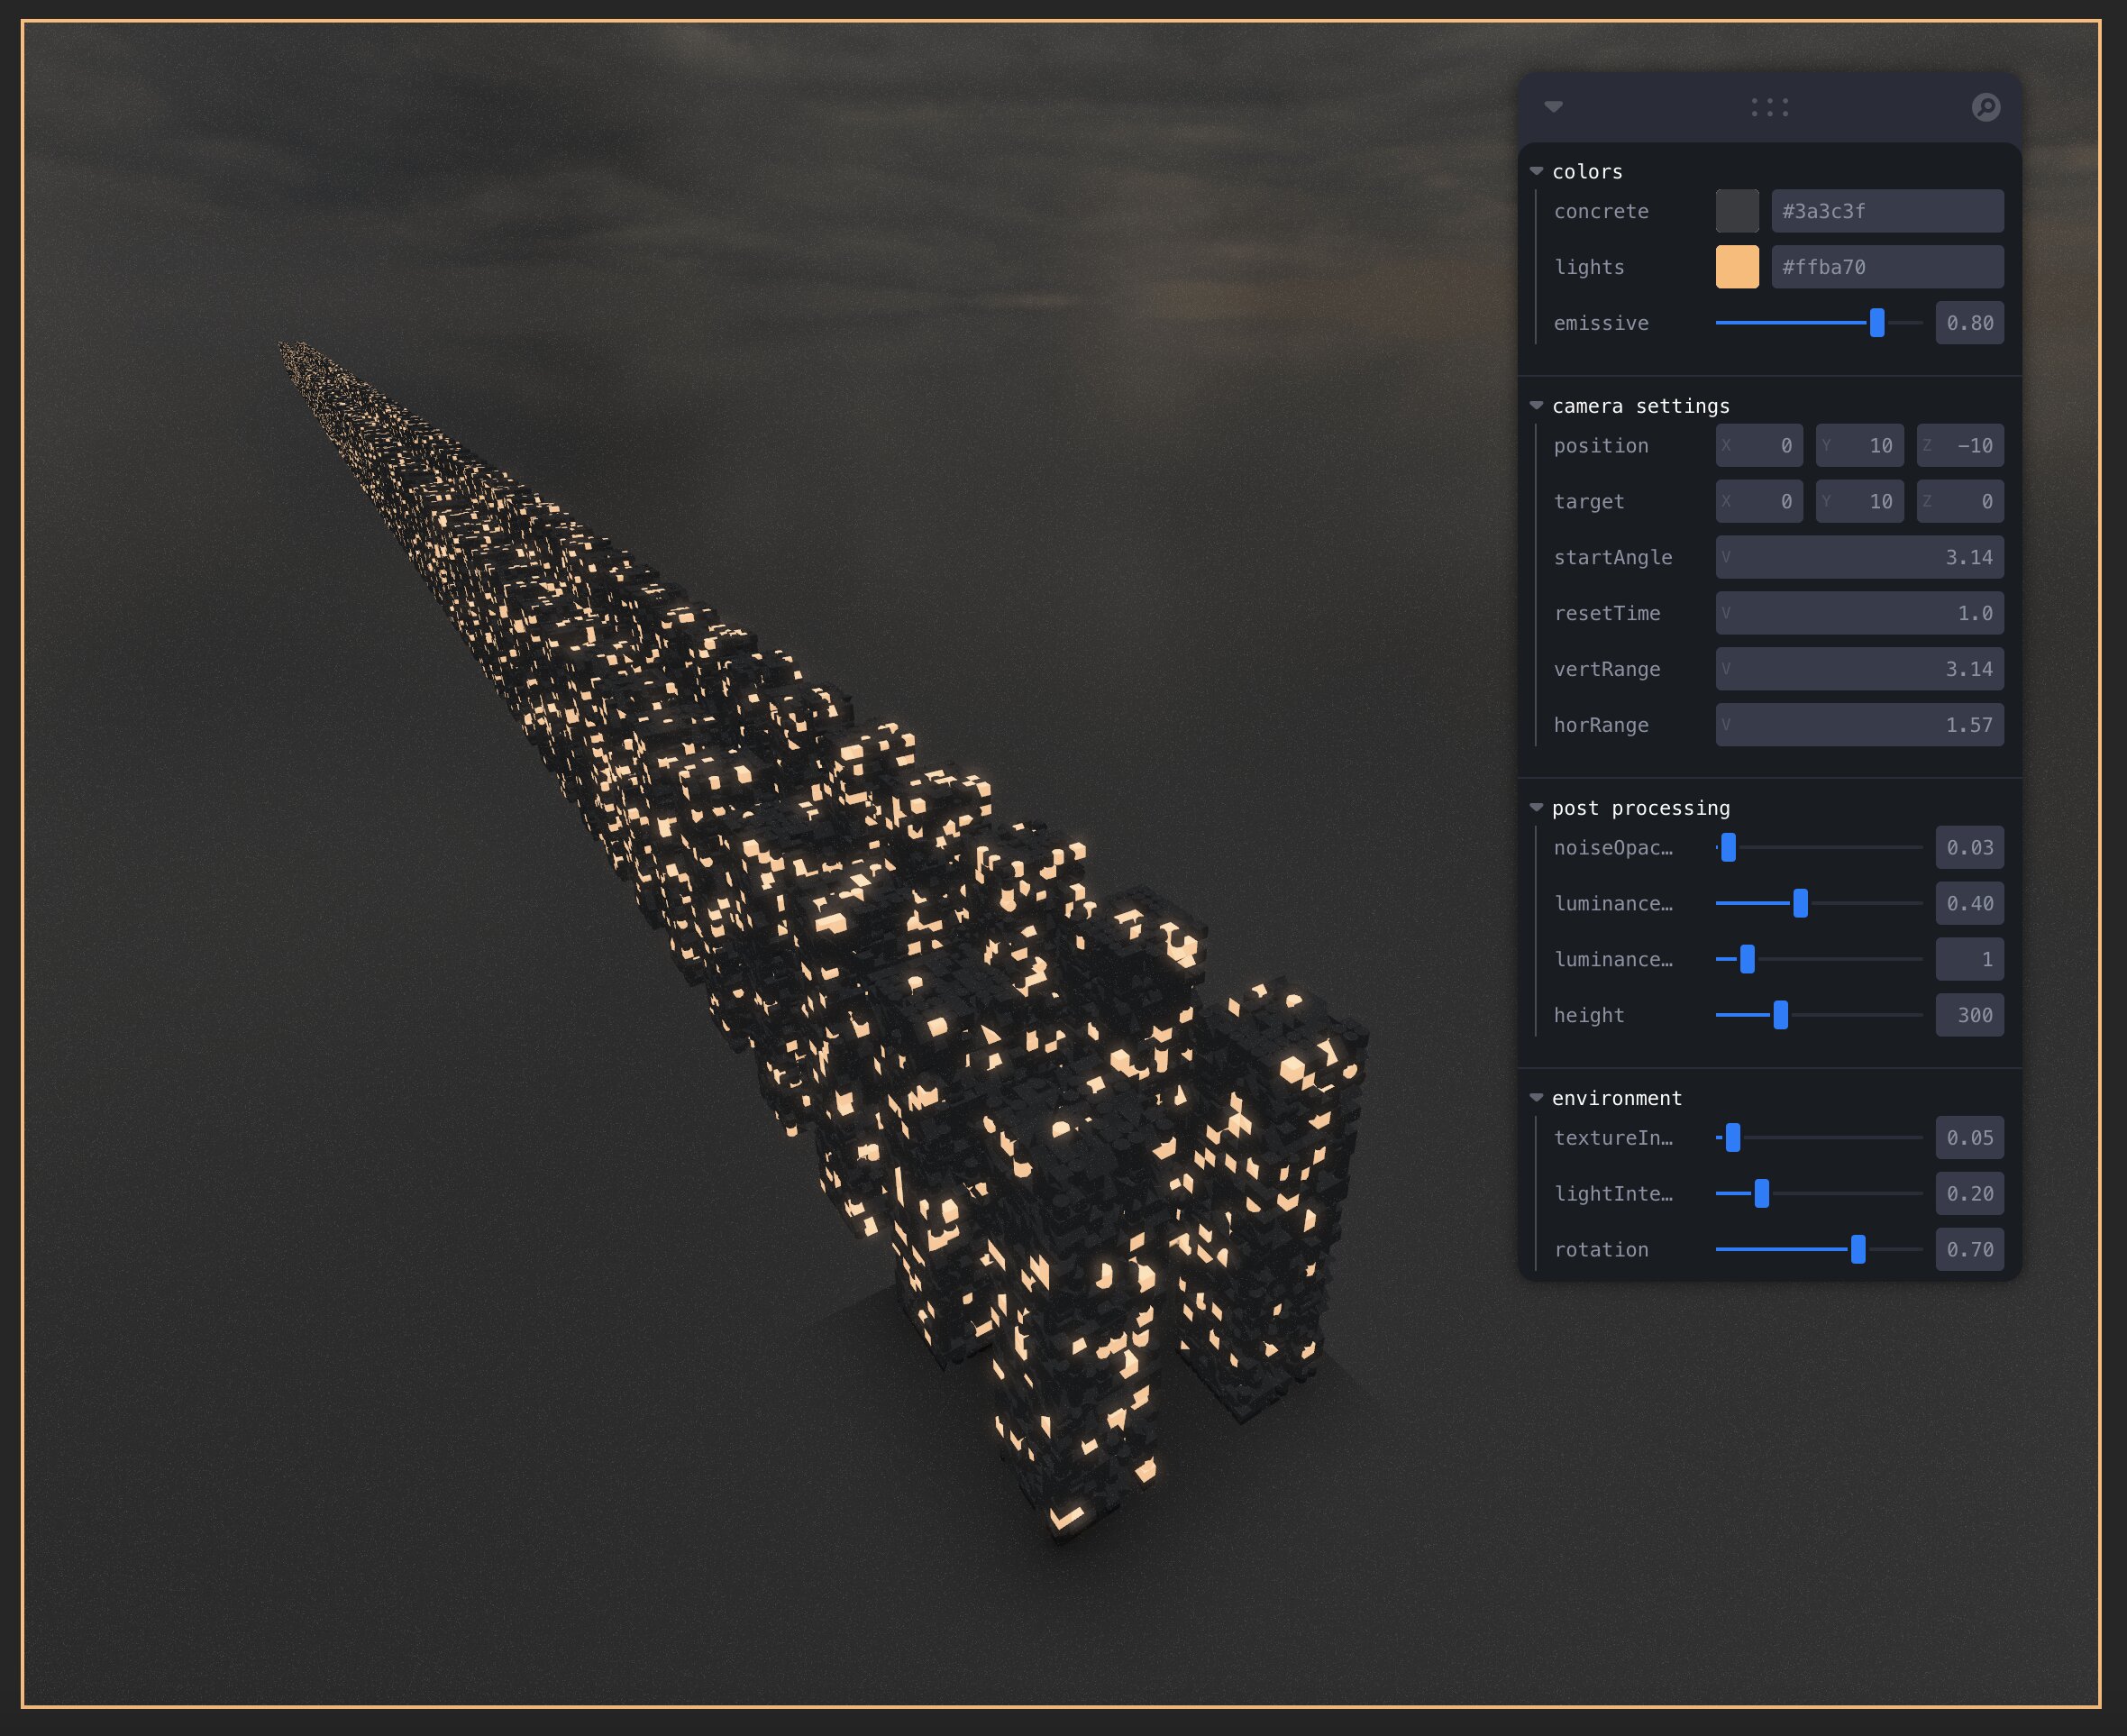 colors
concrete #3a3c3f
lights #ffba70
emissive 0.80
camera settings
position X 0 Y 10 Z −10
target X 0 Y 10 Z 0
startAngle V 3.14
resetTime V 1.0
vertRange V 3.14
horRange V 1.57
post processing
noiseOpac… 0.03
luminance… 0.40
luminance… 1
height 300
environment
textureIn… 0.05
lightInte… 0.20
rotation 0.70